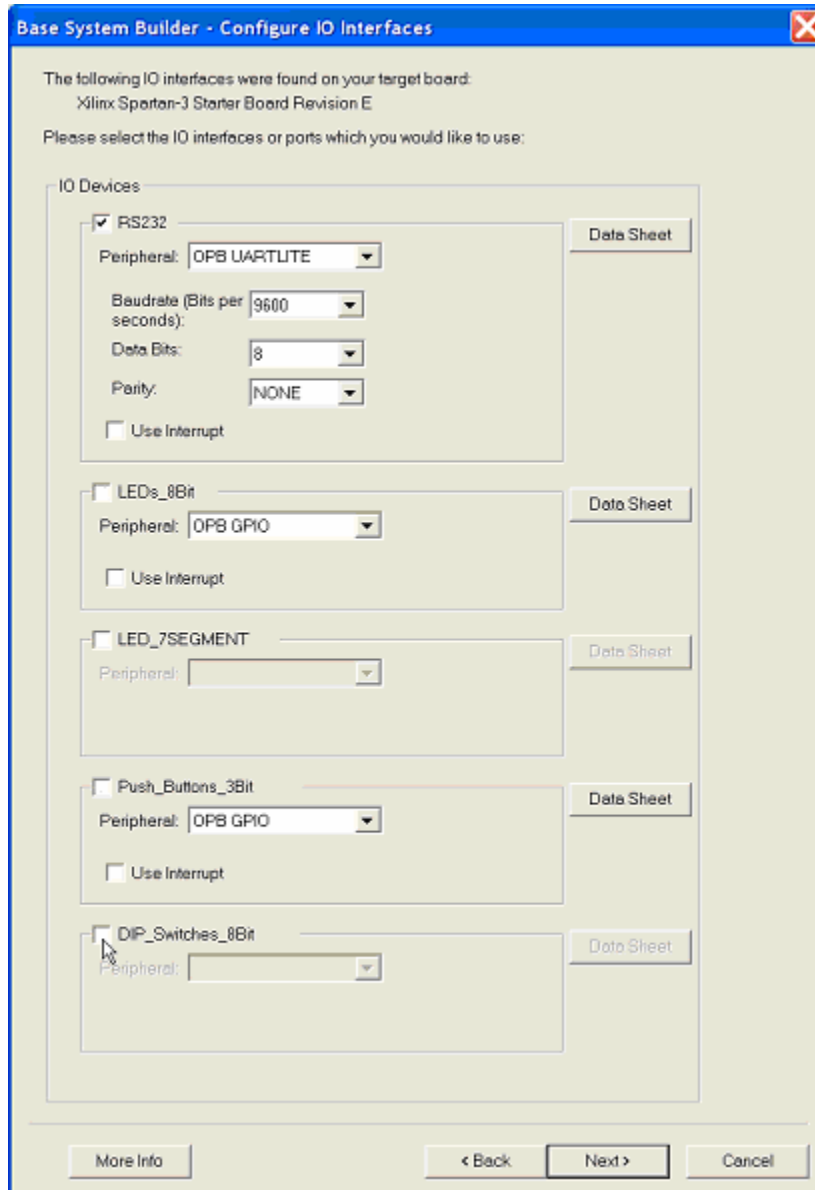 Base System Builder - Configure IO Interfaces
The following IO interfaces were found on your target board:
Xilinx Spartan-3 Starter Board Revision E
Please select the IO interfaces or ports which you would like to use:
IO Devices
RS232
Data Sheet
Peripheral: OPB UARTLITE
Baudrate (Bits per
seconds): 9600
Data Bits: 8
Parity: NONE
Use Interrupt
LEDs_8Bit
Data Sheet
Peripheral: OPB GPIO
Use Interrupt
LED_7SEGMENT
Data Sheet
Peripheral:
Push_Buttons_3Bit
Data Sheet
Peripheral: OPB GPIO
Use Interrupt
DIP_Switches_8Bit
Data Sheet
Peripheral:
More Info < Back Next > Cancel